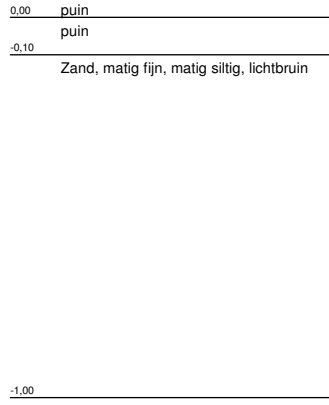 0,00 puin
puin
-0,10
Zand, matig fijn, matig siltig, lichtbruin
-1,00